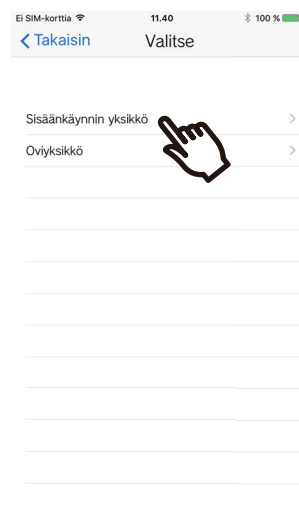 Ei SIM-korttia 11.40 100 %
Takaisin Valitse
Sisäänkäynnin yksikkö
Oviyksikkö